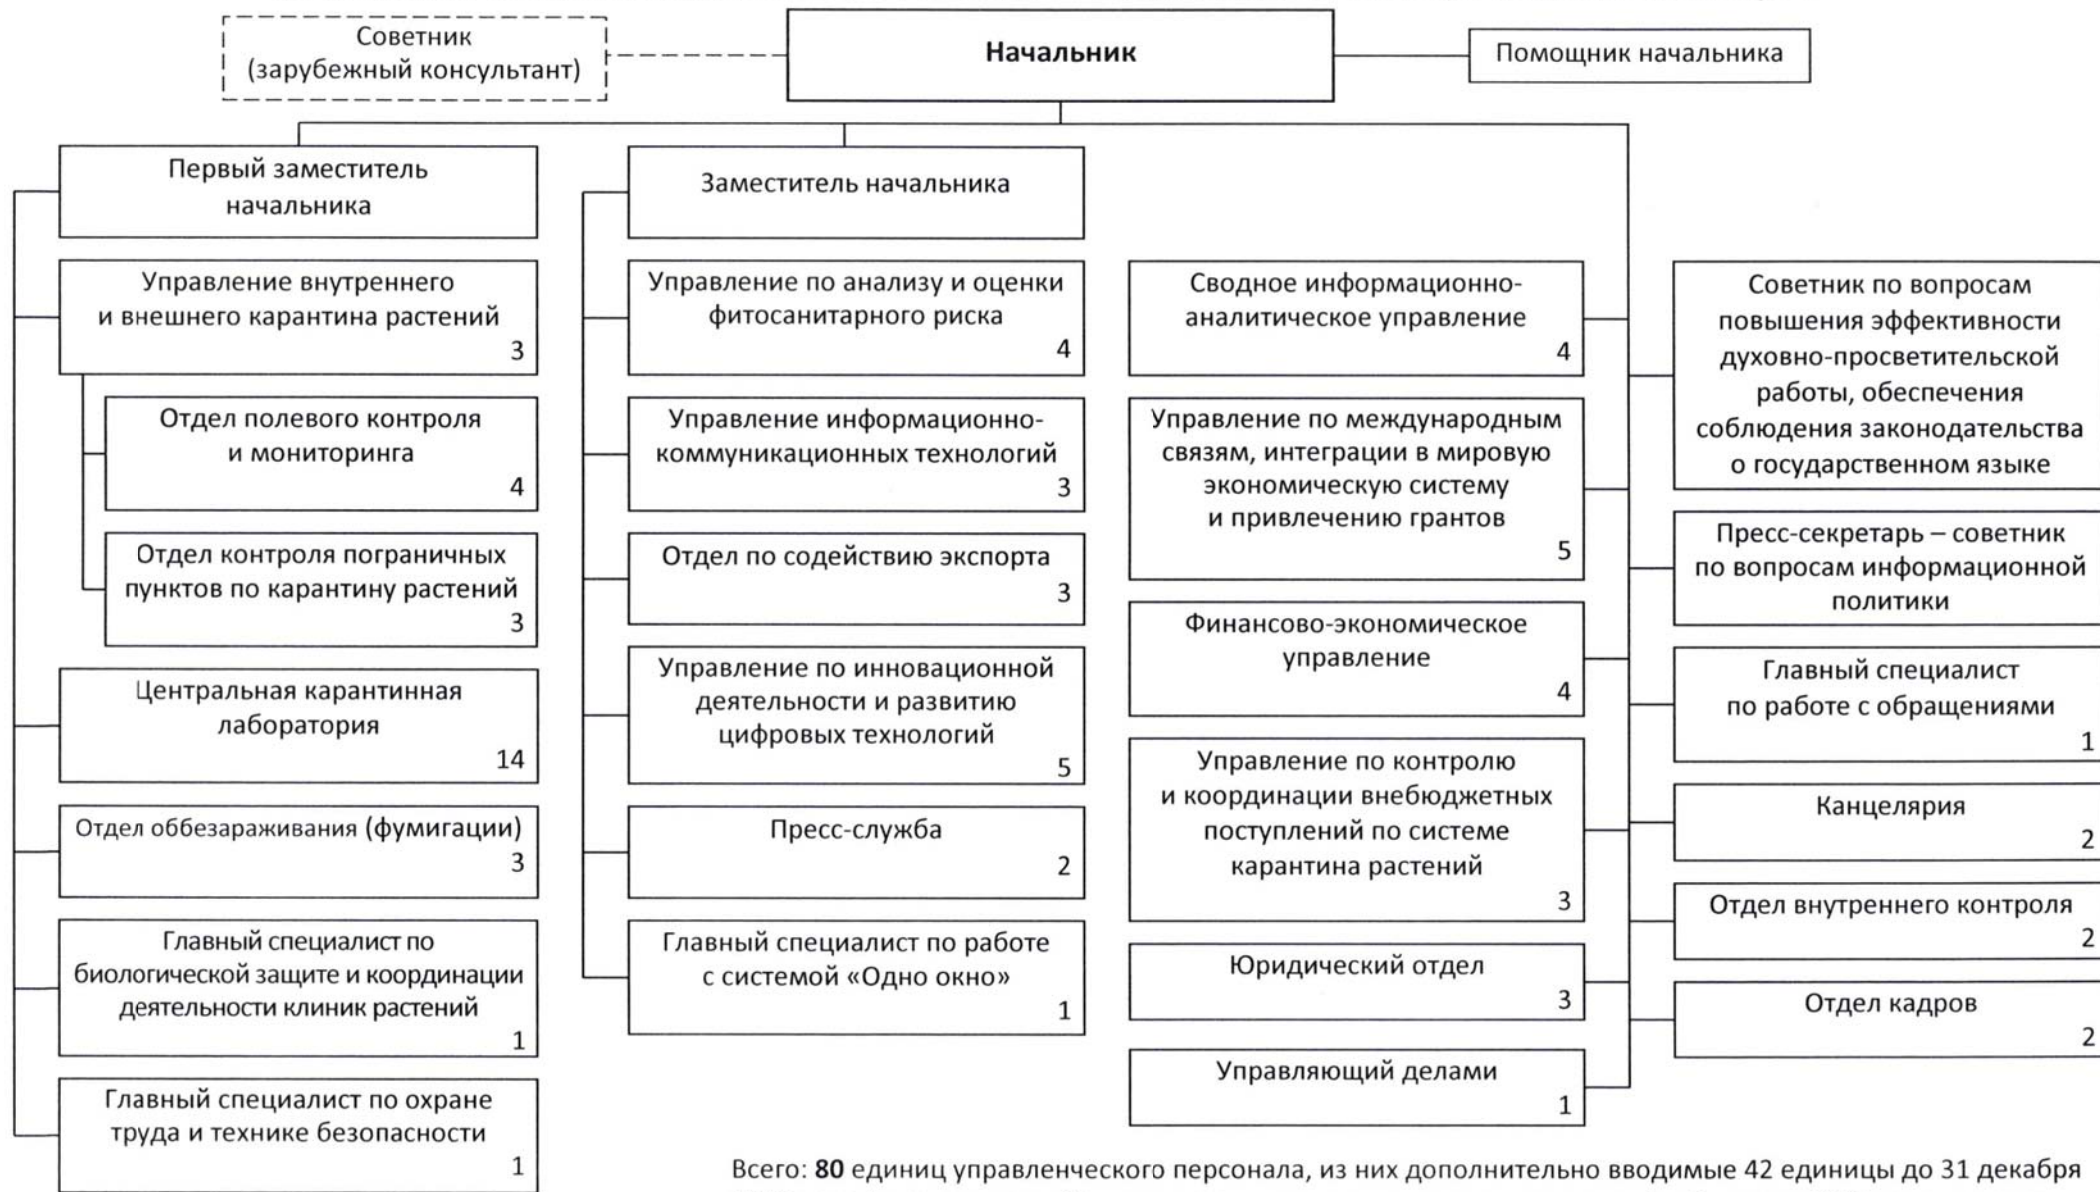 Советник
(зарубежный консультант)
Начальник
Помощник начальника
Первый заместитель
начальника
Управление внутреннего
и внешнего карантина растений
3
Отдел полевого контроля
и мониторинга
4
Отдел контроля пограничных
пунктов по карантину растений
3
Центральная карантинная
лаборатория
14
Отдел оббезараживания (фумигации)
3
Главный специалист по
биологической защите и координации
деятельности клиник растений
1
Главный специалист по охране
труда и технике безопасности
1
Заместитель начальника
Управление по анализу и оценки
фитосанитарного риска
4
Управление информационно-
коммуникационных технологий
3
Отдел по содействию экспорта
3
Управление по инновационной
деятельности и развитию
цифровых технологий
5
Пресс-служба
2
Главный специалист по работе
с системой «Одно окно»
1
Сводное информационно-
аналитическое управление
4
Управление по международным
связям, интеграции в мировую
экономическую систему
и привлечению грантов
5
Финансово-экономическое
управление
4
Управление по контролю
и координации внебюджетных
поступлений по системе
карантина растений
3
Юридический отдел
3
Управляющий делами
1
Советник по вопросам
повышения эффективности
духовно-просветительской
работы, обеспечения
соблюдения законодательства
о государственном языке
Пресс-секретарь – советник
по вопросам информационной
политики
Главный специалист
по работе с обращениями
1
Канцелярия
2
Отдел внутреннего контроля
2
Отдел кадров
2
Всего: 80 единиц управленческого персонала, из них дополнительно вводимые 42 единицы до 31 декабря